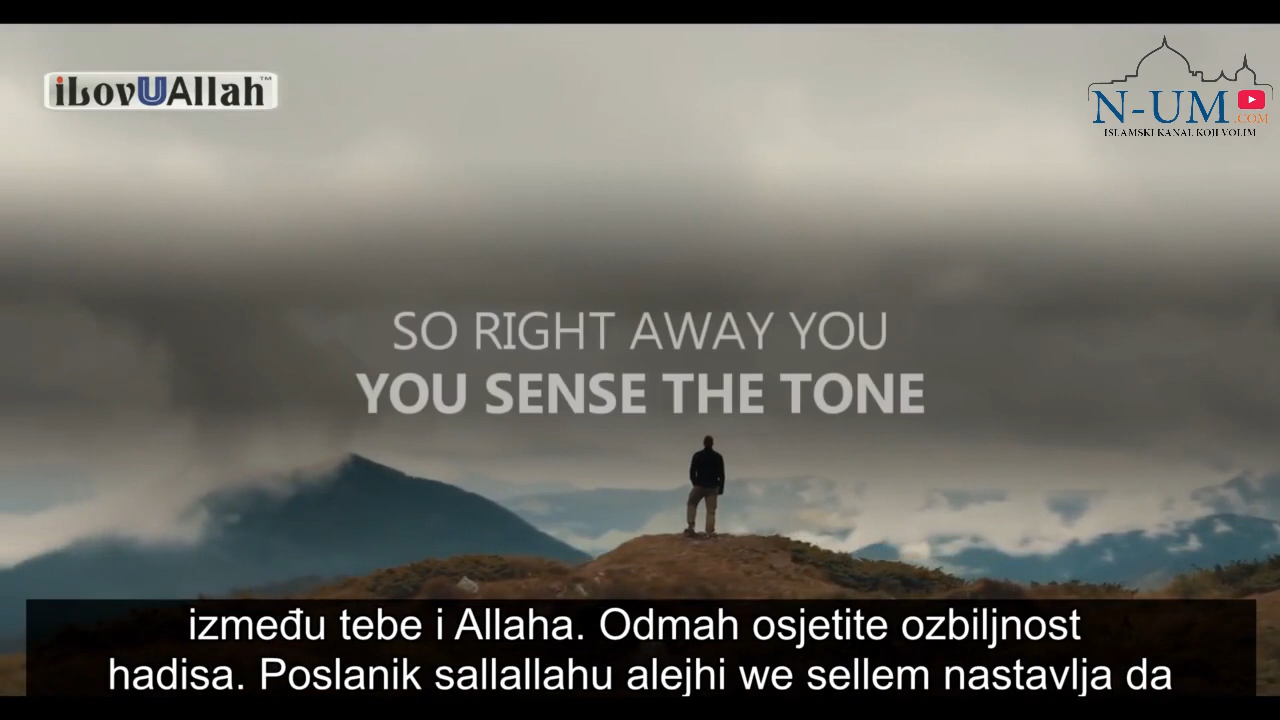 iLovUAllah™
N-UM.COM
ISLAMSKI KANAL KOJI VOLIM
SO RIGHT AWAY YOU
YOU SENSE THE TONE
između tebe i Allaha. Odmah osjetite ozbiljnost
hadisa. Poslanik sallallahu alejhi we sellem nastavlja da